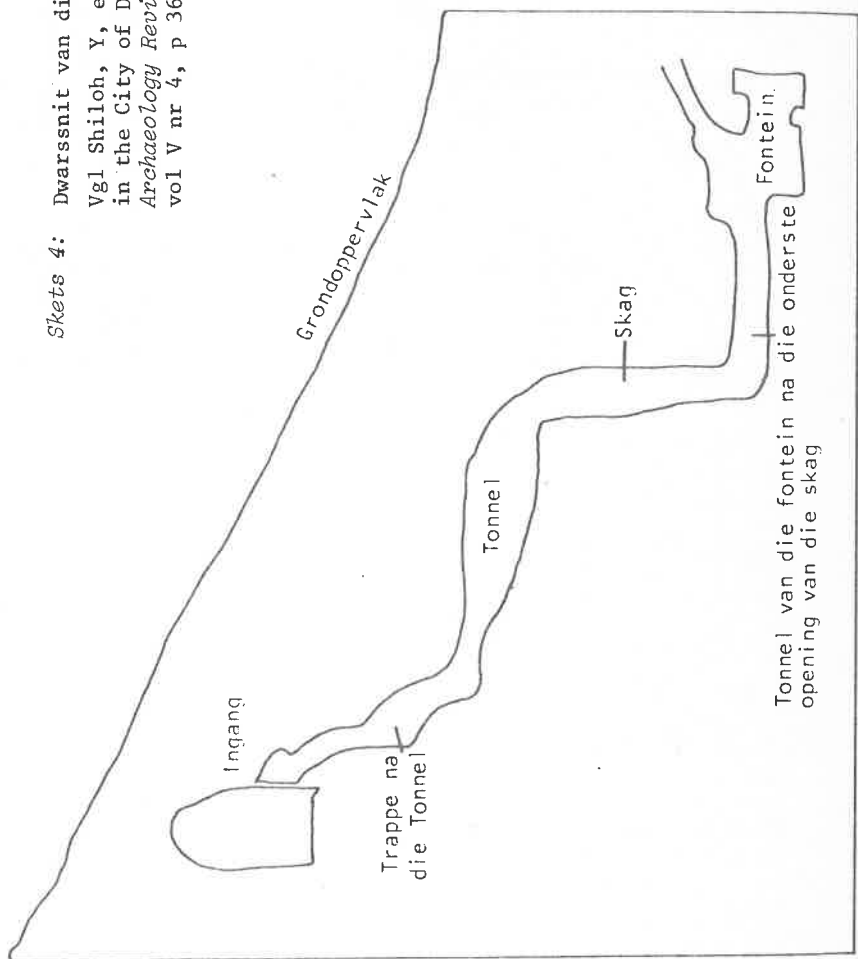 Skets 4: Dwarssnit van di
Vgl Shiloh, Y, e
in the City of D
Archaeology Revi
vol V nr 4, p 36
Grondoppervlak
Ingang
Trappe na
die Tonnel
Tonnel
Skag
Fontein
Tonnel van die fontein na die onderste
opening van die skag